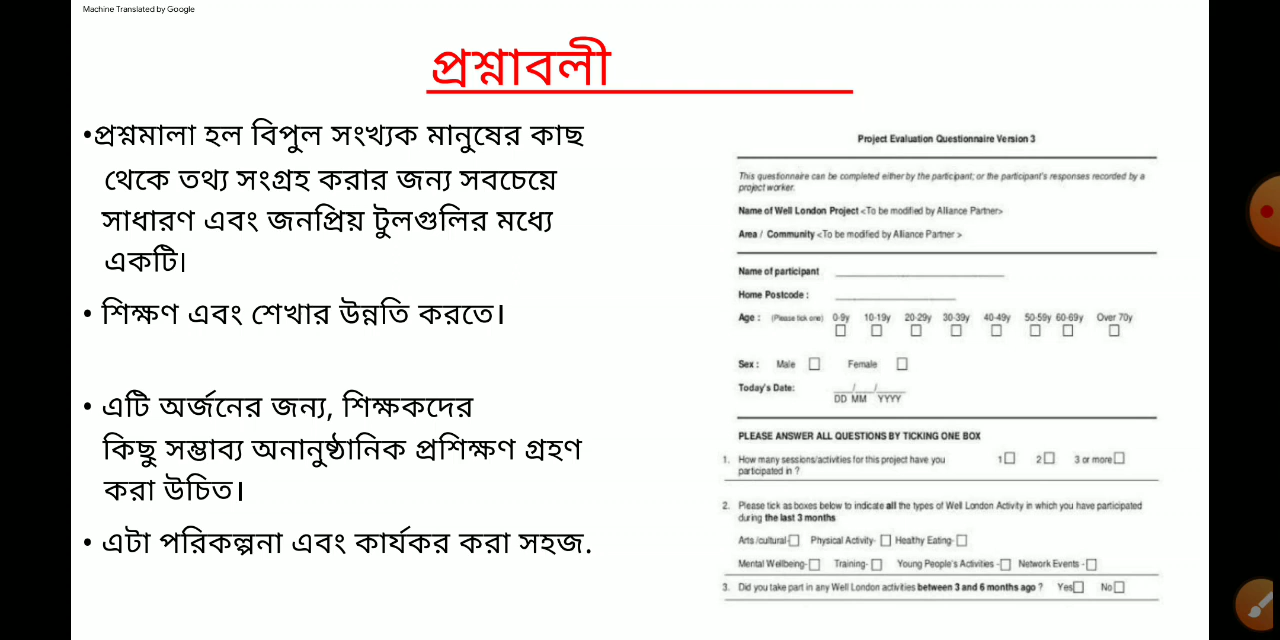 Machine Translated by Google
প্রশ্নাবলী
•প্রশ্নমালা হল বিপুল সংখ্যক মানুষের কাছ
থেকে তথ্য সংগ্রহ করার জন্য সবচেয়ে
সাধারণ এবং জনপ্রিয় টুলগুলির মধ্যে
একটি।
• শিক্ষণ এবং শেখার উন্নতি করতে।
• এটি অর্জনের জন্য, শিক্ষকদের
কিছু সম্ভাব্য অনানুষ্ঠানিক প্রশিক্ষণ গ্রহণ
করা উচিত।
• এটা পরিকল্পনা এবং কার্যকর করা সহজ.
Project Evaluation Questionnaire Version 3
This questionnaire can be completed either by the participant; or the participant's responses recorded by a
project worker.
Name of Well London Project <To be modified by Alliance Partner>
Area / Community <To be modified by Alliance Partner >
Name of participant
Home Postcode :
Age : (Please tick one) 0-9y 10-19y 20-29y 30-39y 40-49y 50-59y 60-69y Over 70y
Sex : Male Female
Today's Date: __/__/____
DD MM YYYY
PLEASE ANSWER ALL QUESTIONS BY TICKING ONE BOX
1. How many sessions/activities for this project have you 1 2 3 or more
participated in ?
2. Please tick as boxes below to indicate all the types of Well London Activity in which you have participated
during the last 3 months
Arts /cultural- Physical Activity- Healthy Eating-
Mental Wellbeing- Training- Young People's Activities - Network Events -
3. Did you take part in any Well London activities between 3 and 6 months ago ? Yes No